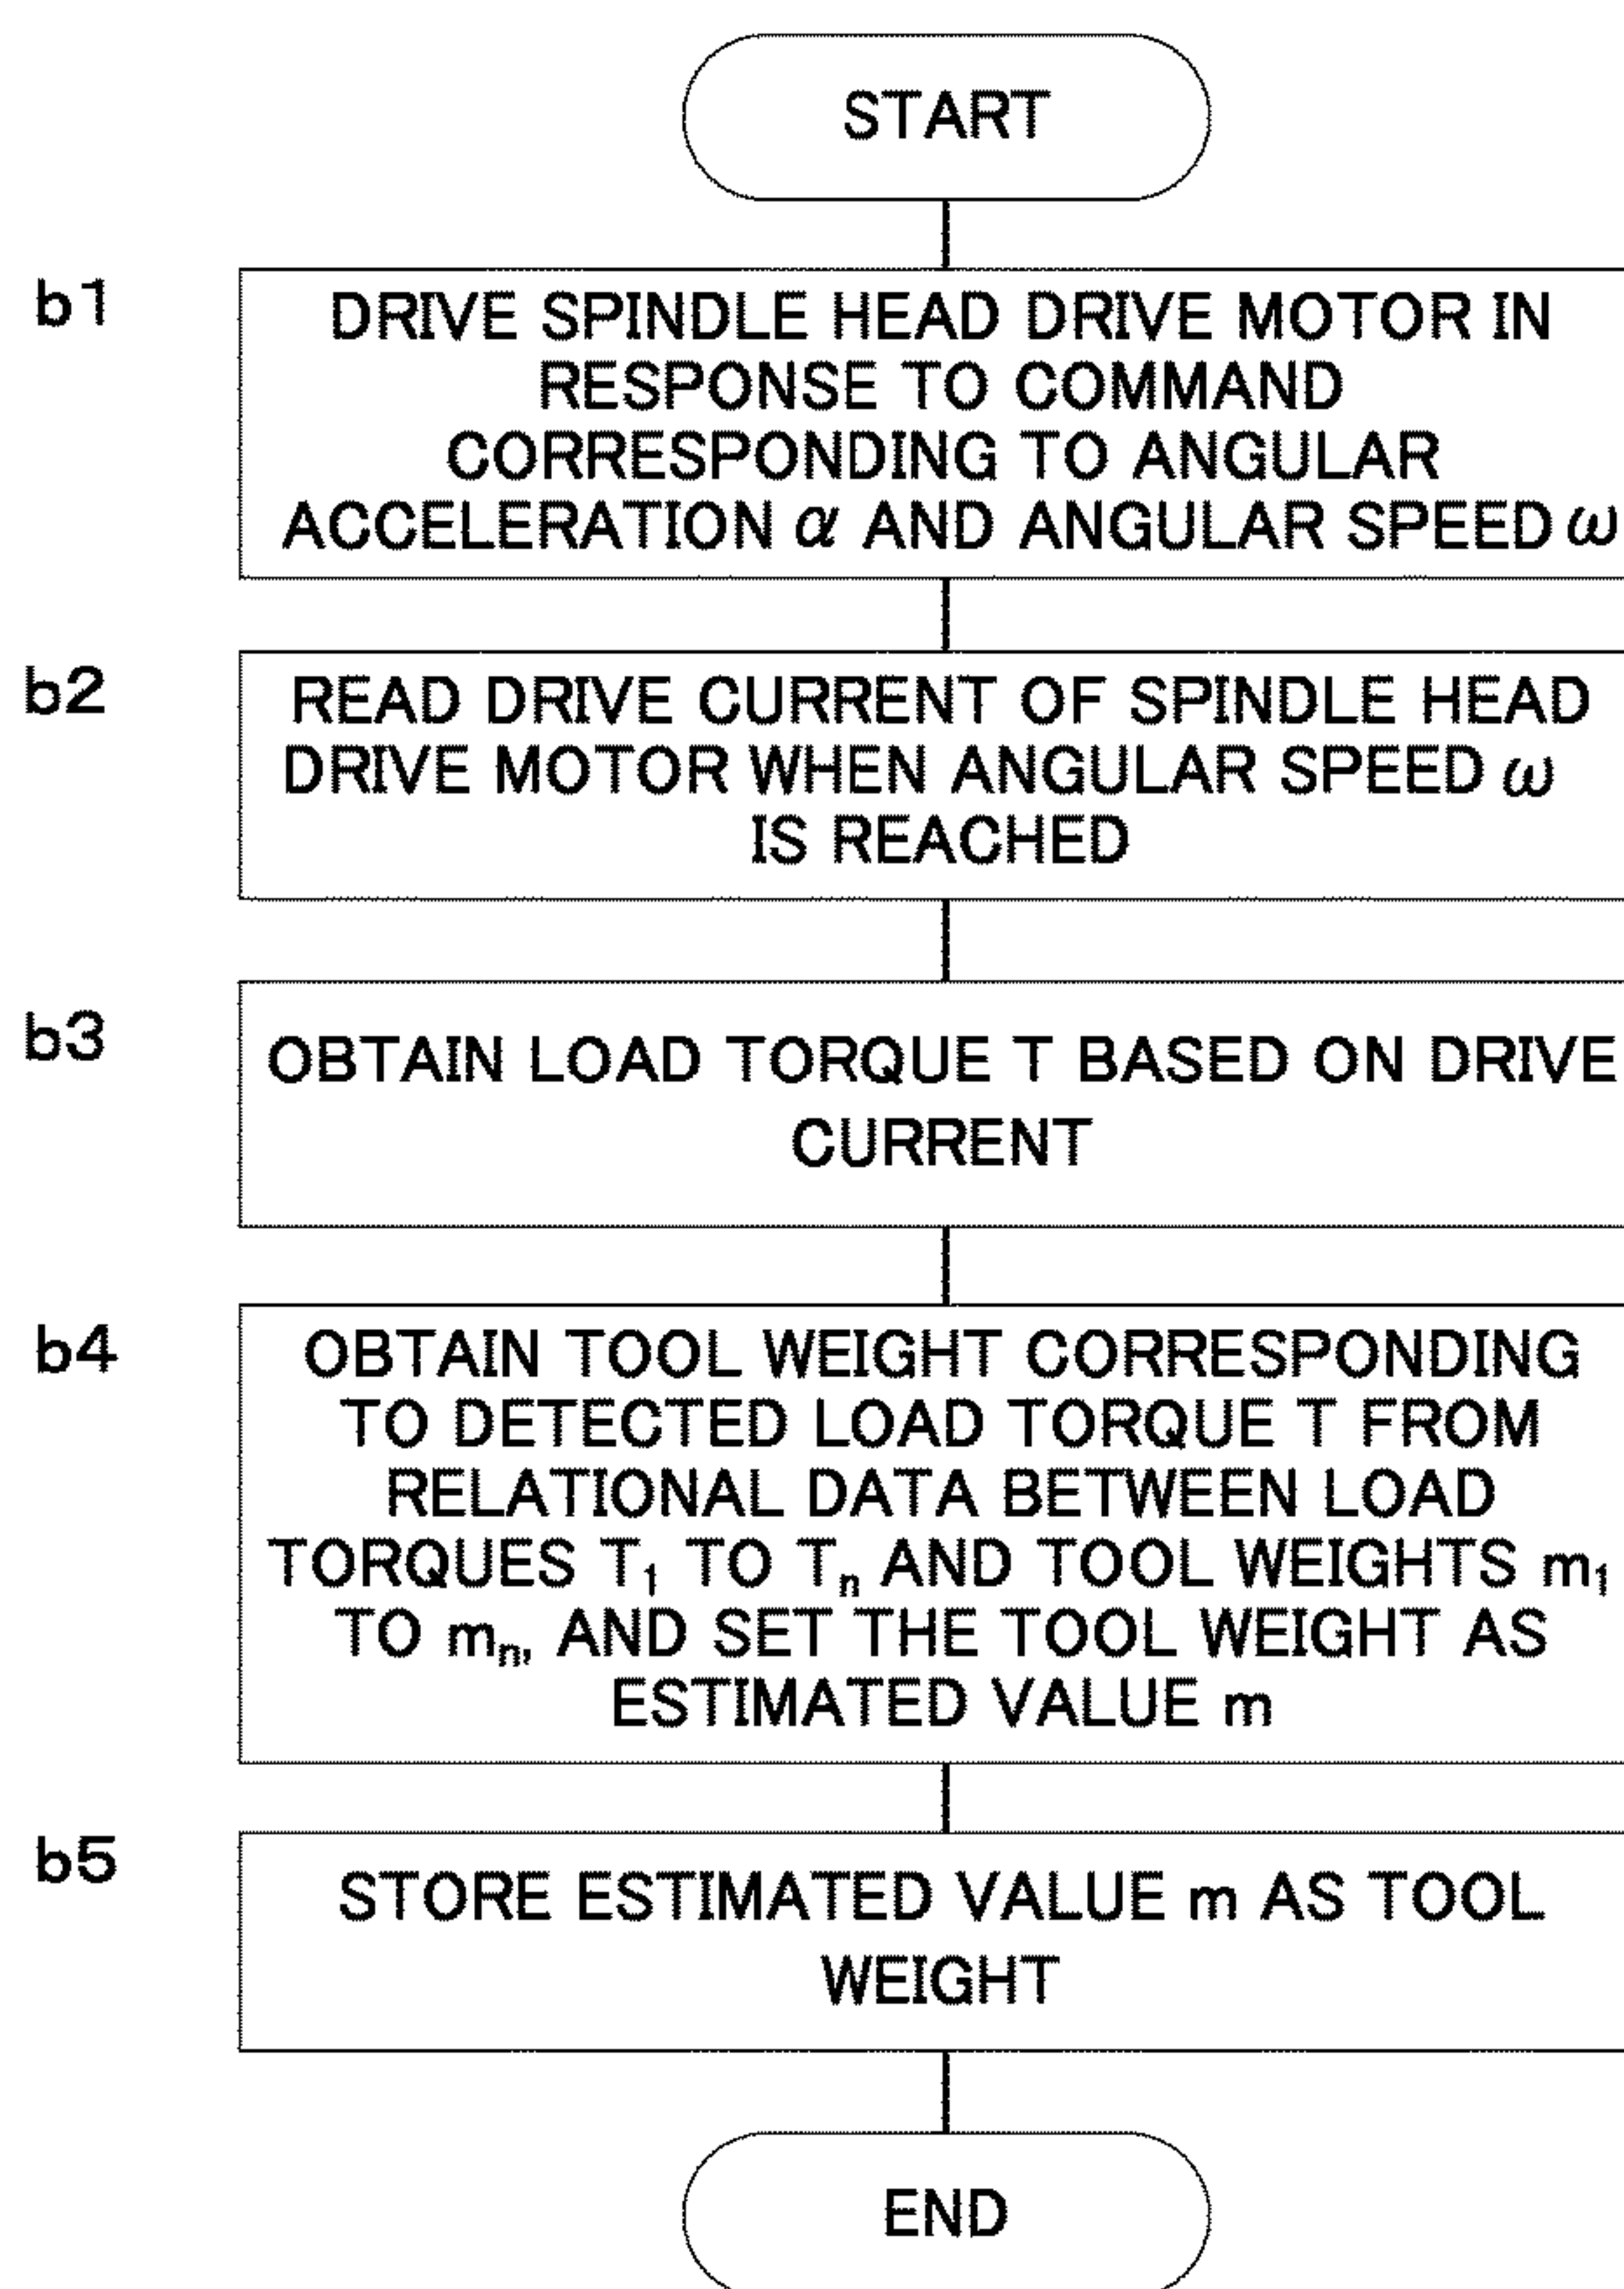 START
b1
DRIVE SPINDLE HEAD DRIVE MOTOR IN
RESPONSE TO COMMAND
CORRESPONDING TO ANGULAR
ACCELERATION α AND ANGULAR SPEED ω
b2
READ DRIVE CURRENT OF SPINDLE HEAD
DRIVE MOTOR WHEN ANGULAR SPEED ω
IS REACHED
b3
OBTAIN LOAD TORQUE T BASED ON DRIVE
CURRENT
b4
OBTAIN TOOL WEIGHT CORRESPONDING
TO DETECTED LOAD TORQUE T FROM
RELATIONAL DATA BETWEEN LOAD
TORQUES T₁ TO Tₙ AND TOOL WEIGHTS m₁
TO mₙ, AND SET THE TOOL WEIGHT AS
ESTIMATED VALUE m
b5
STORE ESTIMATED VALUE m AS TOOL
WEIGHT
END